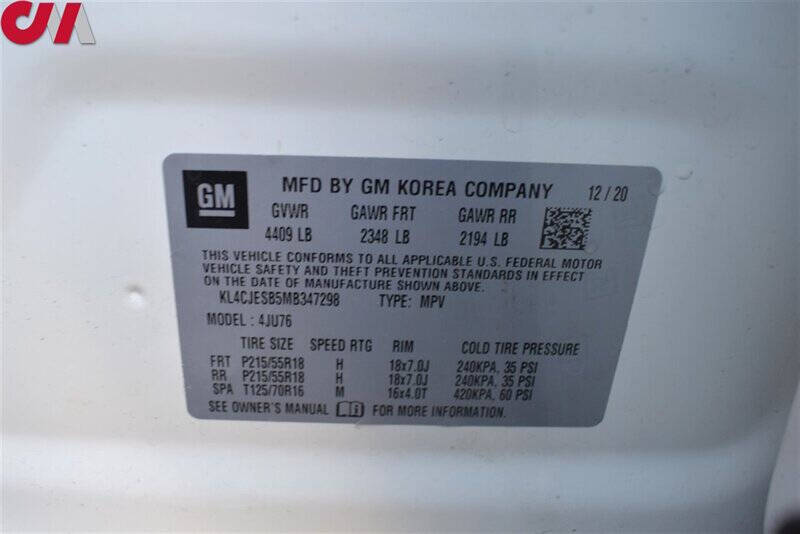 GM MFD BY GM KOREA COMPANY 12/20
GVWR GAWR FRT GAWR RR
4409 LB 2348 LB 2194 LB
THIS VEHICLE CONFORMS TO ALL APPLICABLE U.S. FEDERAL MOTOR
VEHICLE SAFETY AND THEFT PREVENTION STANDARDS IN EFFECT
ON THE DATE OF MANUFACTURE SHOWN ABOVE.
KL4CJESB5MB347298 TYPE: MPV
MODEL: 4JU76
TIRE SIZE SPEED RTG RIM COLD TIRE PRESSURE
FRT P215/55R18 H 18x7.0J 240KPA, 35 PSI
RR P215/55R18 H 18x7.0J 240KPA, 35 PSI
SPA T125/70R16 M 16x4.0T 420KPA, 60 PSI
SEE OWNER'S MANUAL FOR MORE INFORMATION.